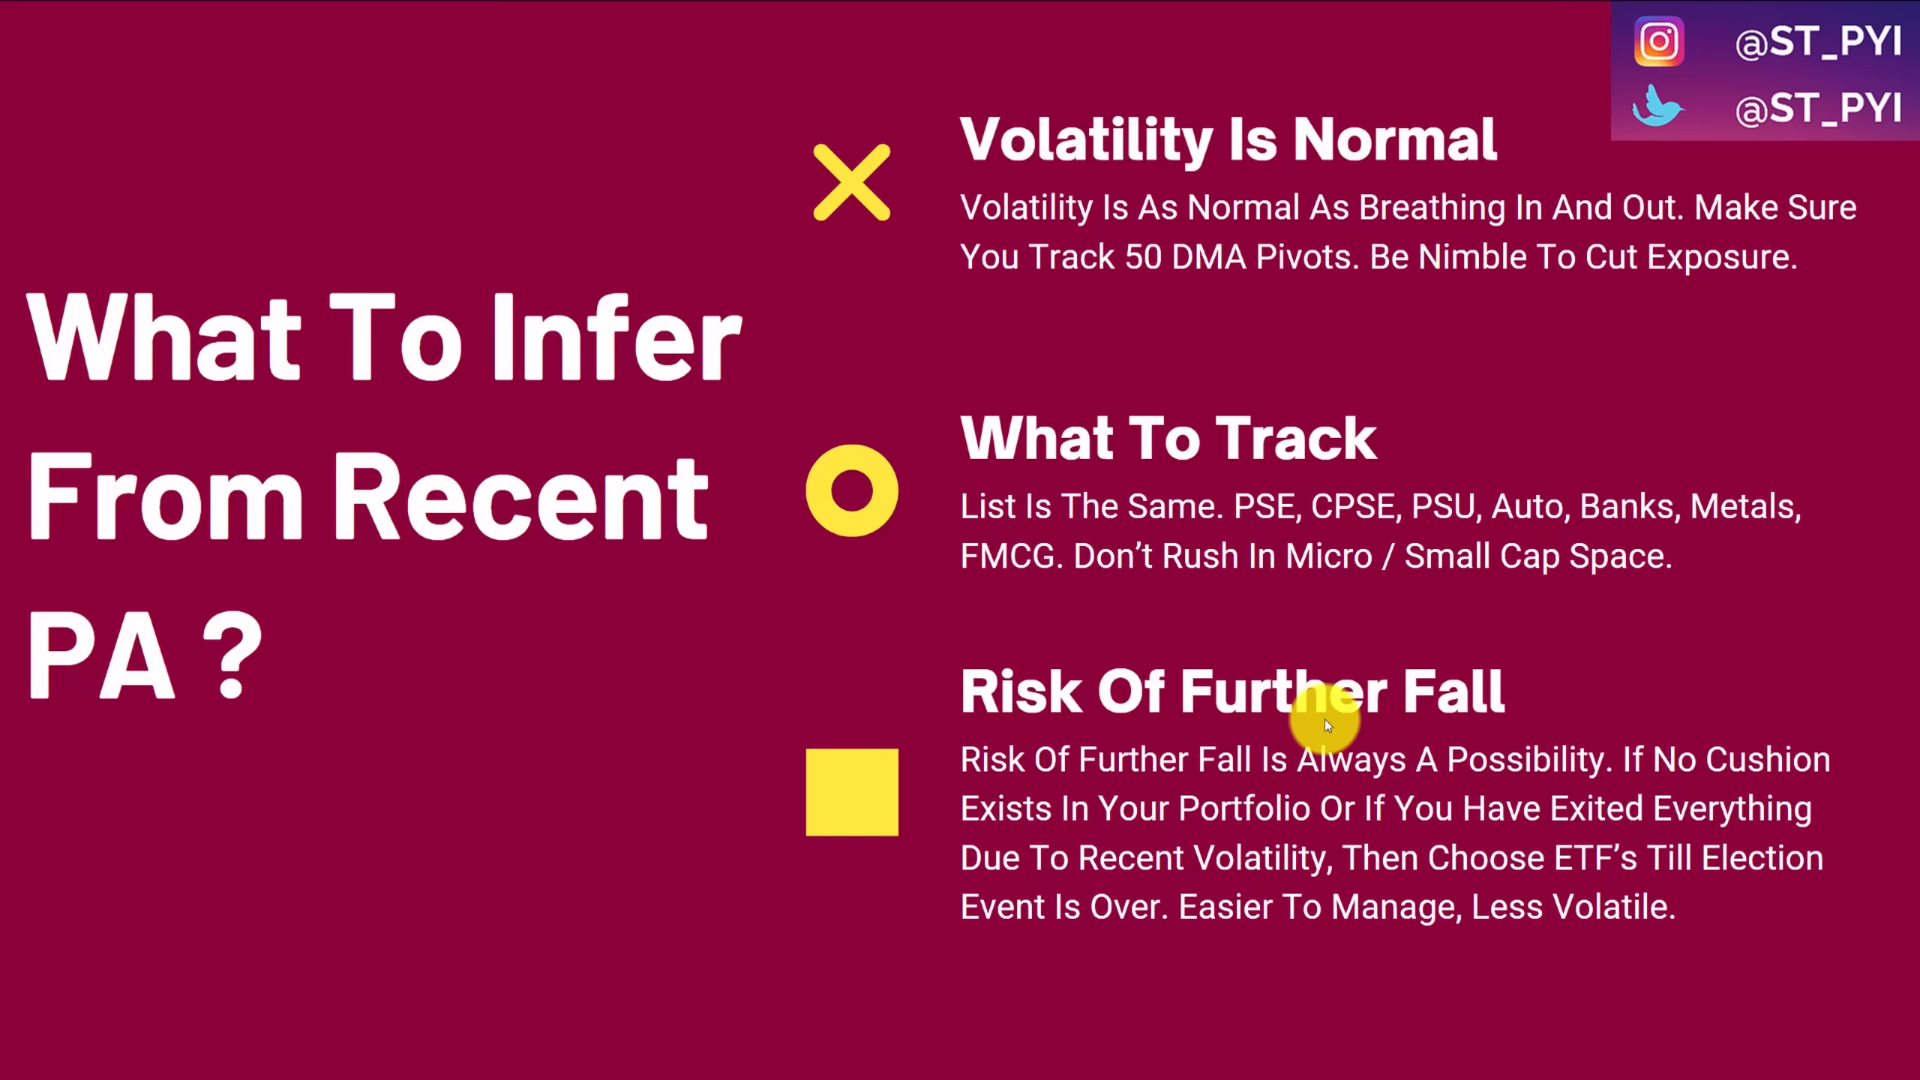 What To Infer
From Recent
PA ?
@ST_PYI
@ST_PYI
Volatility Is Normal
Volatility Is As Normal As Breathing In And Out. Make Sure
You Track 50 DMA Pivots. Be Nimble To Cut Exposure.
What To Track
List Is The Same. PSE, CPSE, PSU, Auto, Banks, Metals,
FMCG. Don’t Rush In Micro / Small Cap Space.
Risk Of Further Fall
Risk Of Further Fall Is Always A Possibility. If No Cushion
Exists In Your Portfolio Or If You Have Exited Everything
Due To Recent Volatility, Then Choose ETF’s Till Election
Event Is Over. Easier To Manage, Less Volatile.